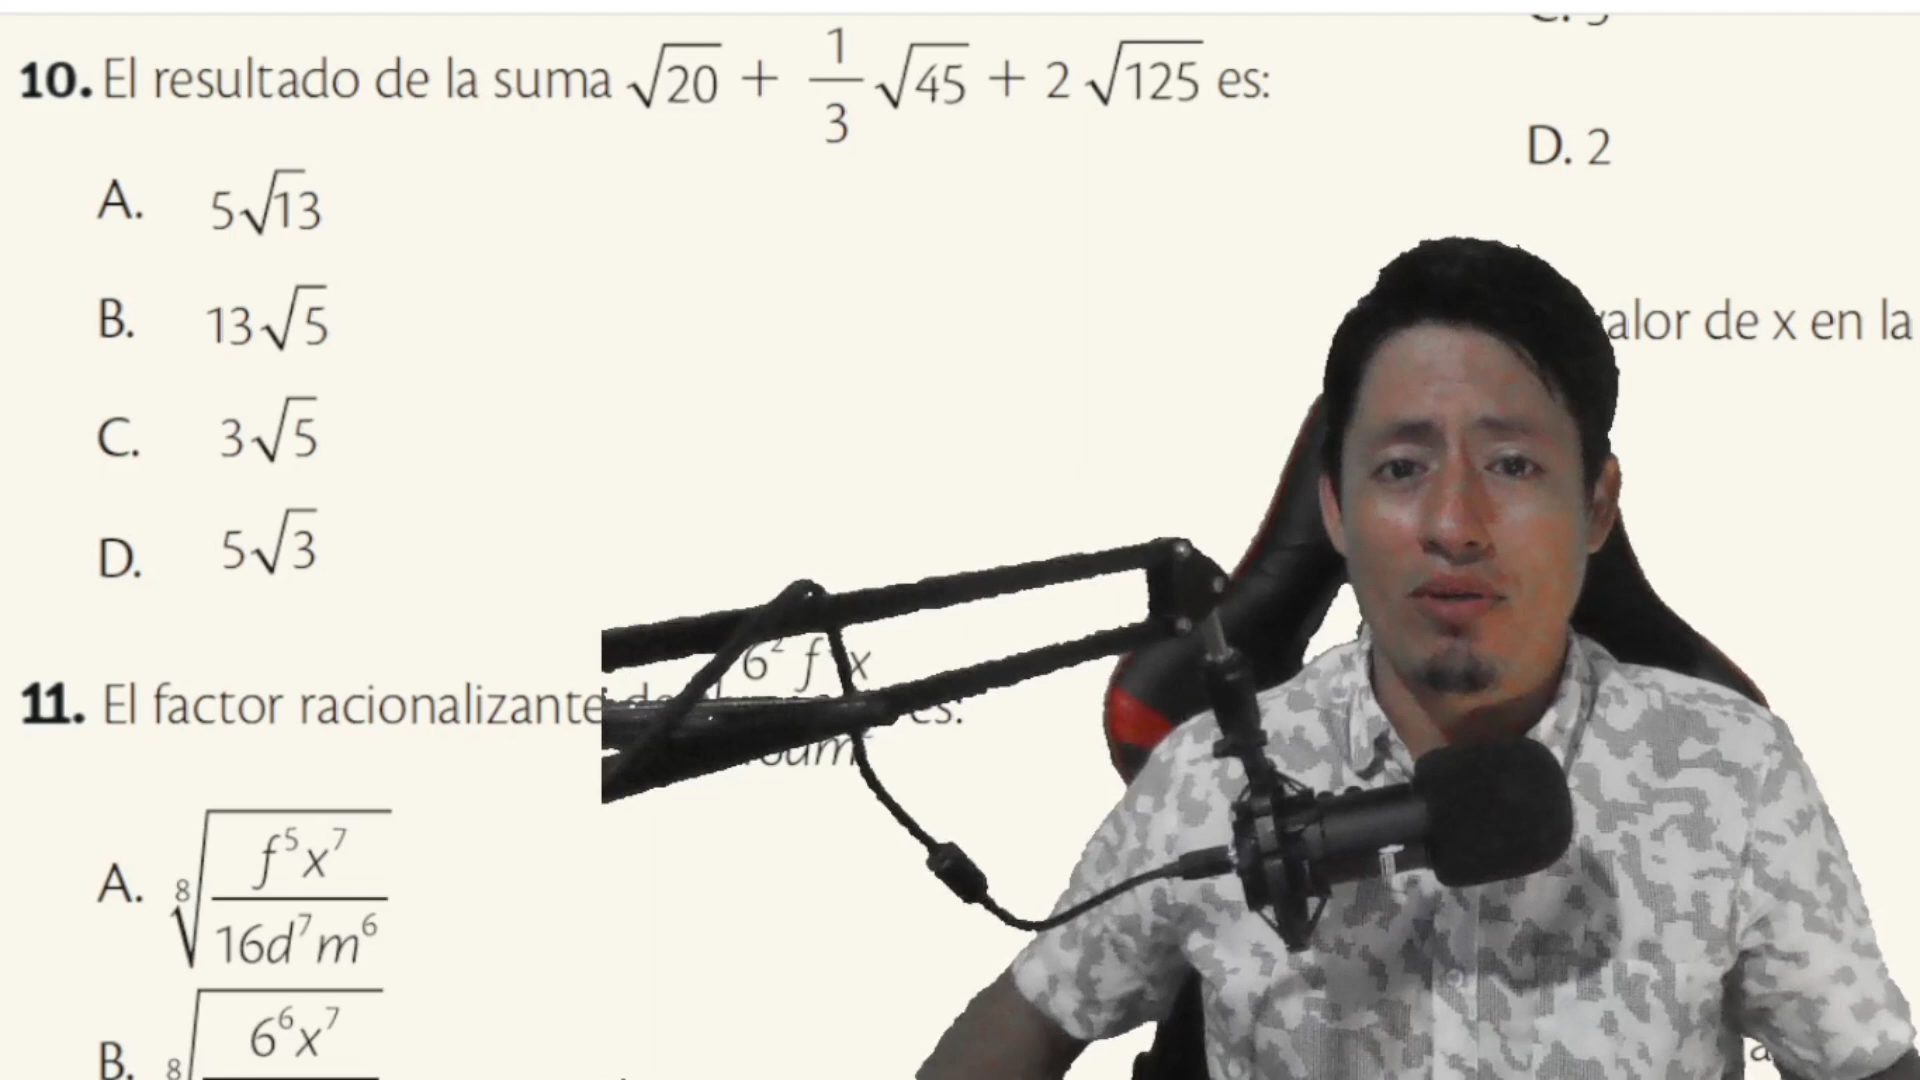 10. El resultado de la suma √20 + 1/3 √45 + 2 √125 es:
A. 5√13
B. 13√5
C. 3√5
D. 5√3
11. El factor racionalizante es:
A. ⁸√(f⁵x⁷ / 16d⁷m⁶)
B. ⁸√ 6⁶x⁷
D. 2
valor de x en la